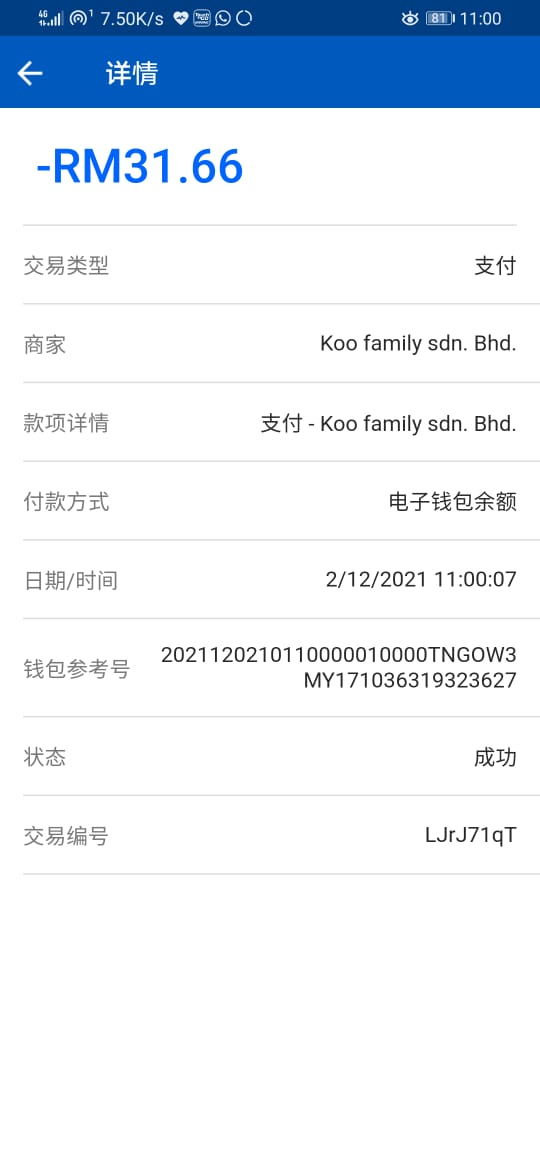 4G 1 7.50K/s 81 11:00
详情
-RM31.66
交易类型 支付
商家 Koo family sdn. Bhd.
款项详情 支付 - Koo family sdn. Bhd.
付款方式 电子钱包余额
日期/时间 2/12/2021 11:00:07
钱包参考号 2021120210110000010000TNGOW3
MY171036319323627
状态 成功
交易编号 LJrJ71qT